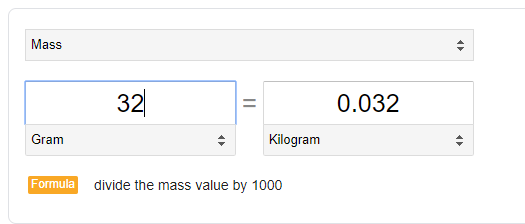 Mass
32 = 0.032
Gram Kilogram
Formula divide the mass value by 1000